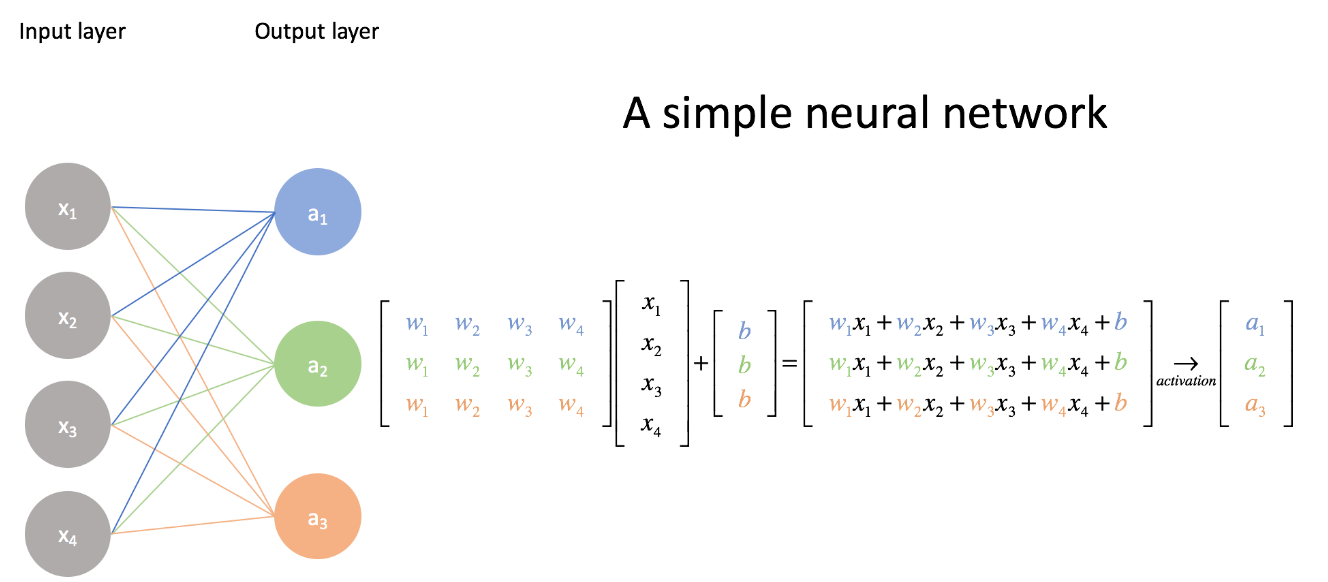 Input layer
Output layer
A simple neural network
x₁
x₂
x₃
x₄
a₁
a₂
a₃
w₁ w₂ w₃ w₄
w₁ w₂ w₃ w₄
w₁ w₂ w₃ w₄
x₁
x₂
x₃
x₄
+
b
b
b
=
w₁x₁ + w₂x₂ + w₃x₃ + w₄x₄ + b
w₁x₁ + w₂x₂ + w₃x₃ + w₄x₄ + b
w₁x₁ + w₂x₂ + w₃x₃ + w₄x₄ + b
→
activation
a₁
a₂
a₃